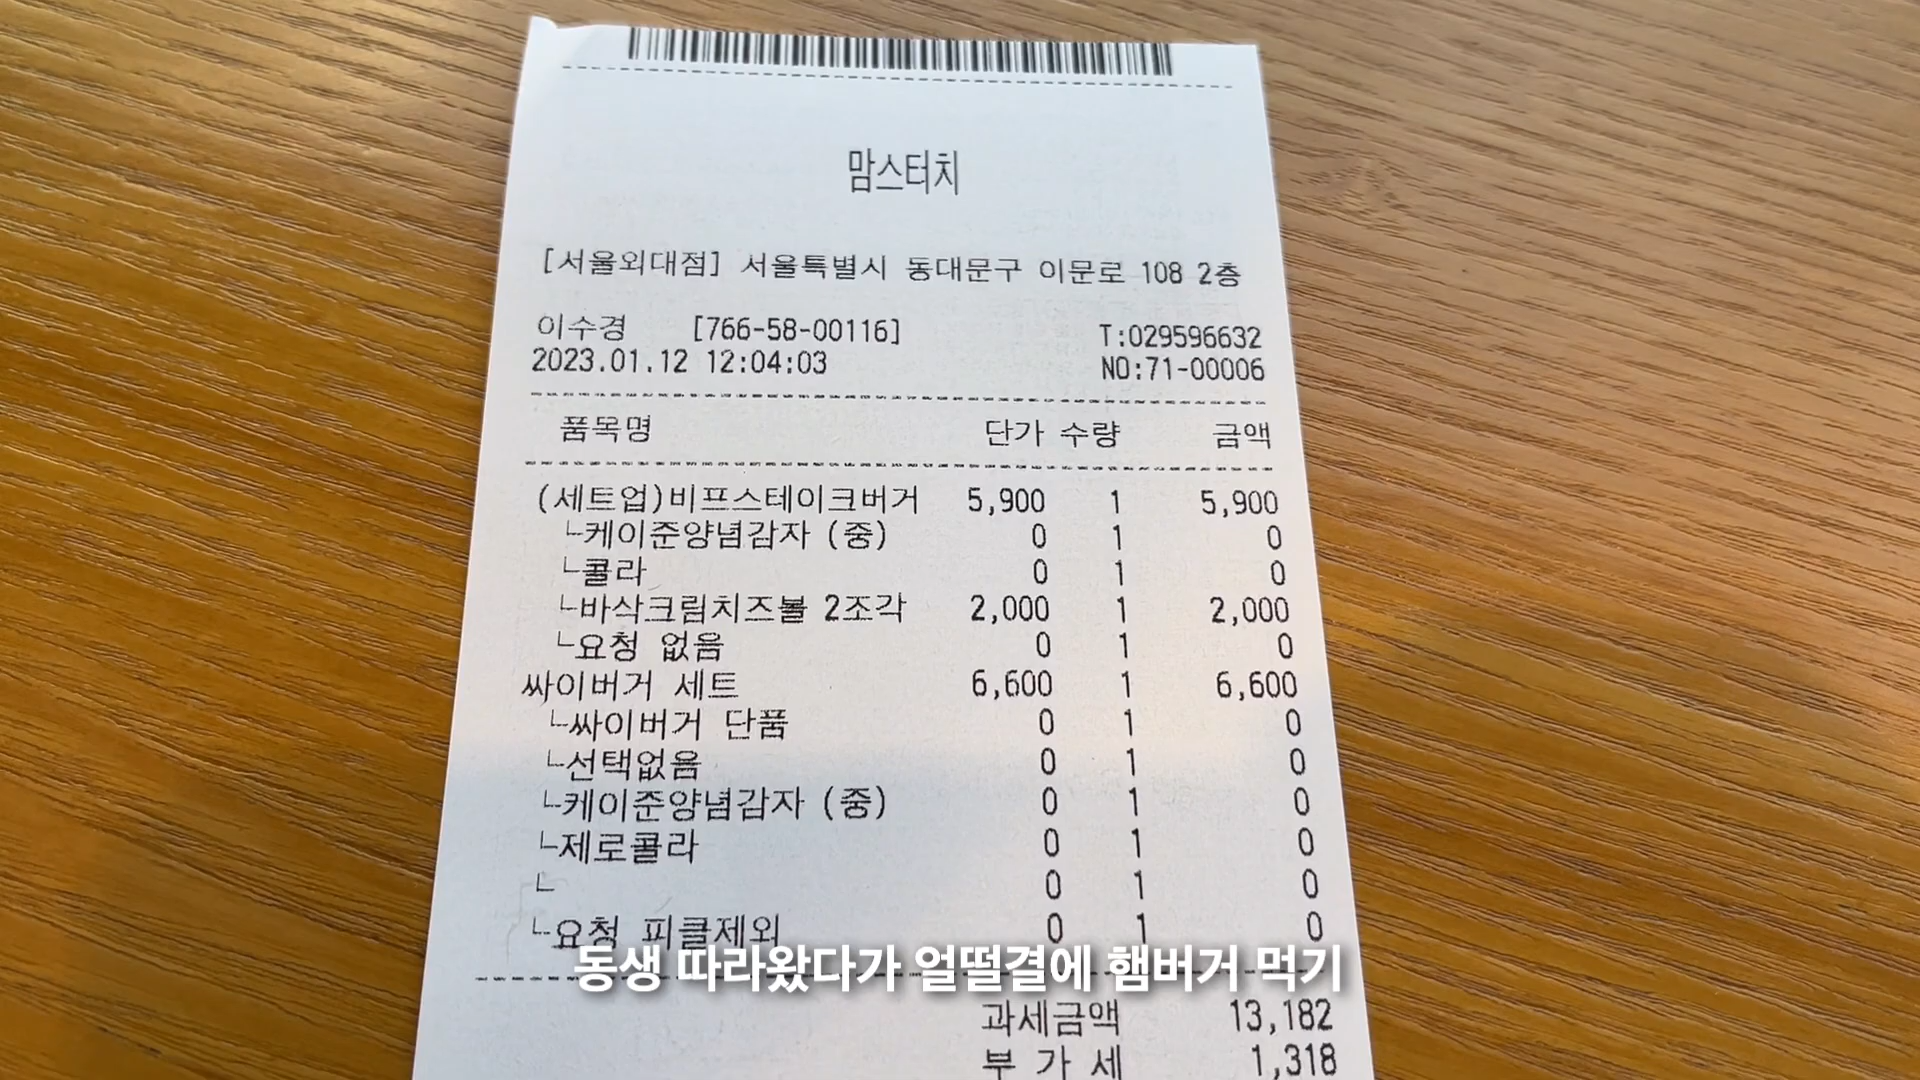 맘스터치
[서울외대점] 서울특별시 동대문구 이문로 108 2층
이수경 [766-58-00116] T:029596632
2023.01.12 12:04:03 NO:71-00006
품목명 단가 수량 금액
(세트업)비프스테이크버거 5,900 1 5,900
└케이준양념감자 (중) 0 1 0
└콜라 0 1 0
└바삭크림치즈볼 2조각 2,000 1 2,000
└요청 없음 0 1 0
싸이버거 세트 6,600 1 6,600
└싸이버거 단품 0 1 0
└선택없음 0 1 0
└케이준양념감자 (중) 0 1 0
└제로콜라 0 1 0
└ 0 1 0
└요청 피클제외 0 1 0
동생 따라왔다가 얼떨결에 햄버거 먹기
과세금액 13,182
부 가 세 1,318